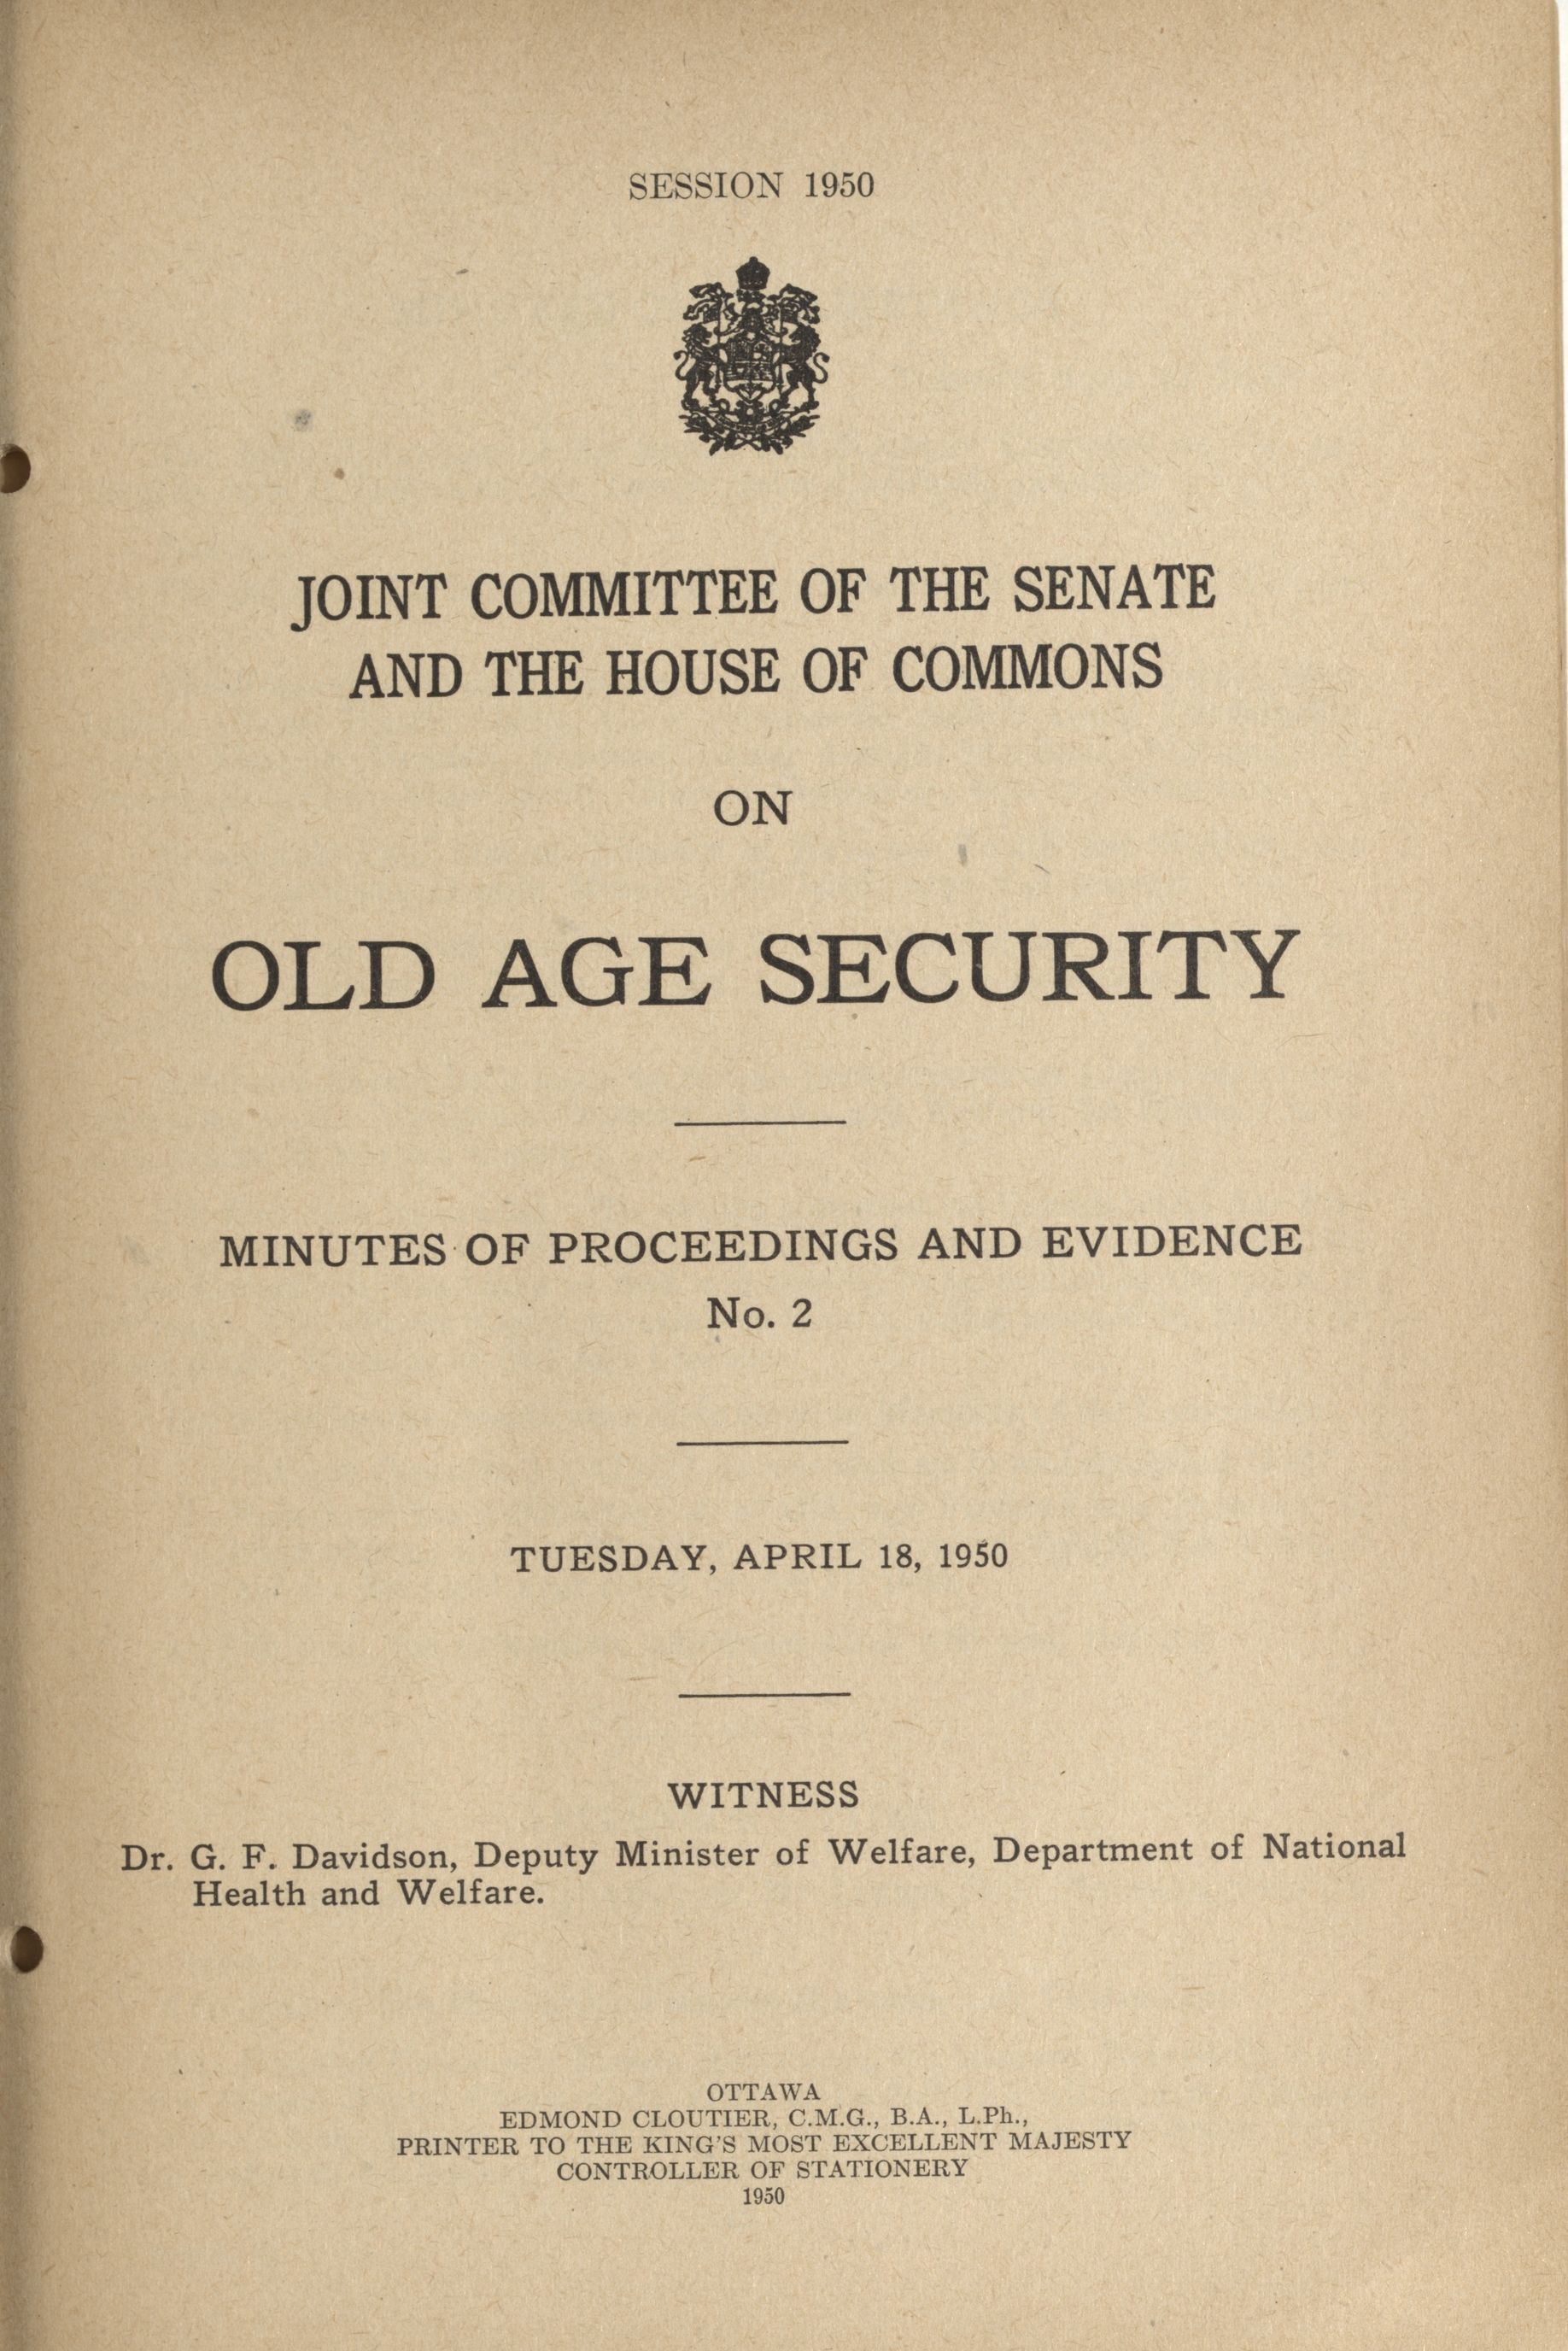 SESSION 1950
JOINT COMMITTEE OF THE SENATE
AND THE HOUSE OF COMMONS
ON
OLD AGE SECURITY
MINUTES OF PROCEEDINGS AND EVIDENCE
No. 2
TUESDAY, APRIL 18, 1950
WITNESS
Dr. G. F. Davidson, Deputy Minister of Welfare, Department of National
Health and Welfare.
OTTAWA
EDMOND CLOUTIER, C.M.G., B.A., L.Ph.,
PRINTER TO THE KING'S MOST EXCELLENT MAJESTY
CONTROLLER OF STATIONERY
1950